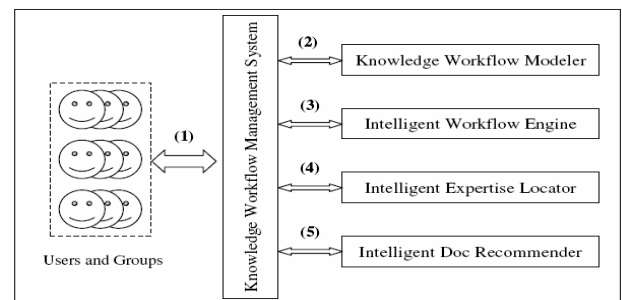 (1)
Users and Groups
Knowledge Workflow Management System
(2)
Knowledge Workflow Modeler
(3)
Intelligent Workflow Engine
(4)
Intelligent Expertise Locator
(5)
Intelligent Doc Recommender